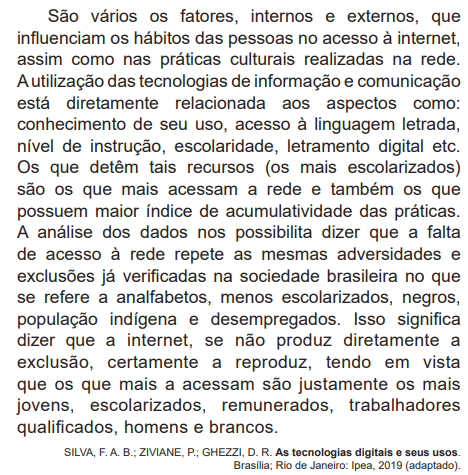 São vários os fatores, internos e externos, que
influenciam os hábitos das pessoas no acesso à internet,
assim como nas práticas culturais realizadas na rede.
A utilização das tecnologias de informação e comunicação
está diretamente relacionada aos aspectos como:
conhecimento de seu uso, acesso à linguagem letrada,
nível de instrução, escolaridade, letramento digital etc.
Os que detêm tais recursos (os mais escolarizados)
são os que mais acessam a rede e também os que
possuem maior índice de acumulatividade das práticas.
A análise dos dados nos possibilita dizer que a falta
de acesso à rede repete as mesmas adversidades e
exclusões já verificadas na sociedade brasileira no que
se refere a analfabetos, menos escolarizados, negros,
população indígena e desempregados. Isso significa
dizer que a internet, se não produz diretamente a
exclusão, certamente a reproduz, tendo em vista
que os que mais a acessam são justamente os mais
jovens, escolarizados, remunerados, trabalhadores
qualificados, homens e brancos.
SILVA, F. A. B.; ZIVIANE, P.; GHEZZI, D. R. As tecnologias digitais e seus usos.
Brasília; Rio de Janeiro: Ipea, 2019 (adaptado).